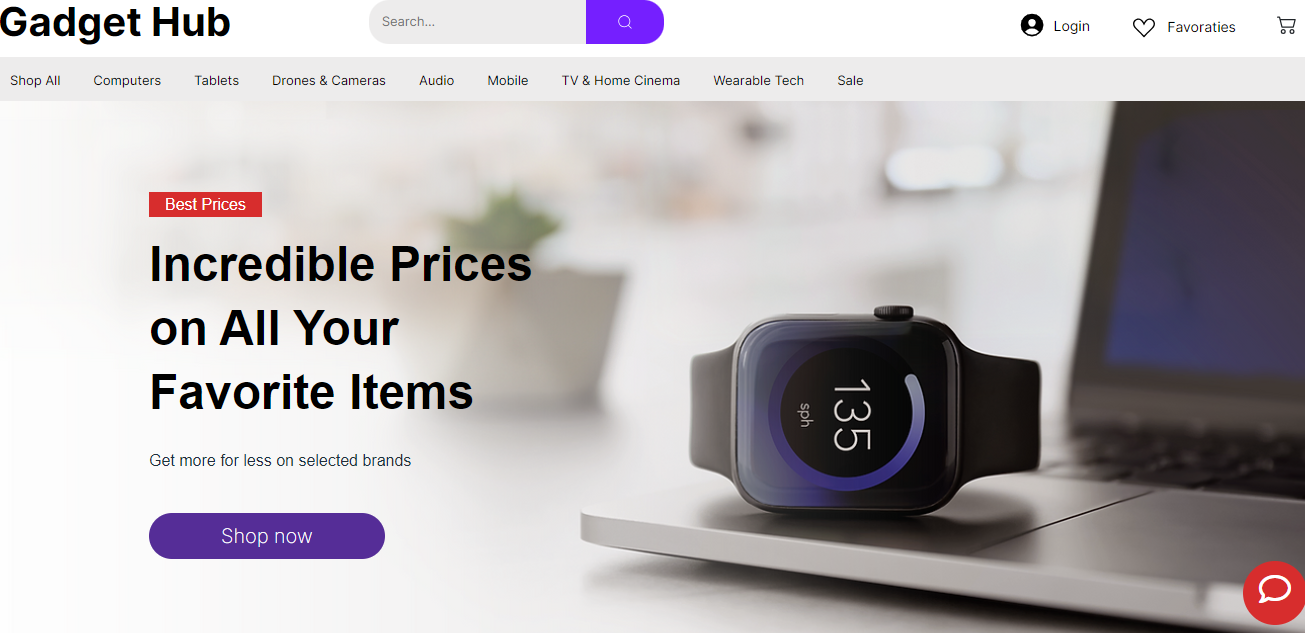 Gadget Hub
Search...
Login
Favoraties
Shop All
Computers
Tablets
Drones & Cameras
Audio
Mobile
TV & Home Cinema
Wearable Tech
Sale
Best Prices
Incredible Prices
on All Your
Favorite Items
Get more for less on selected brands
Shop now
135
sph